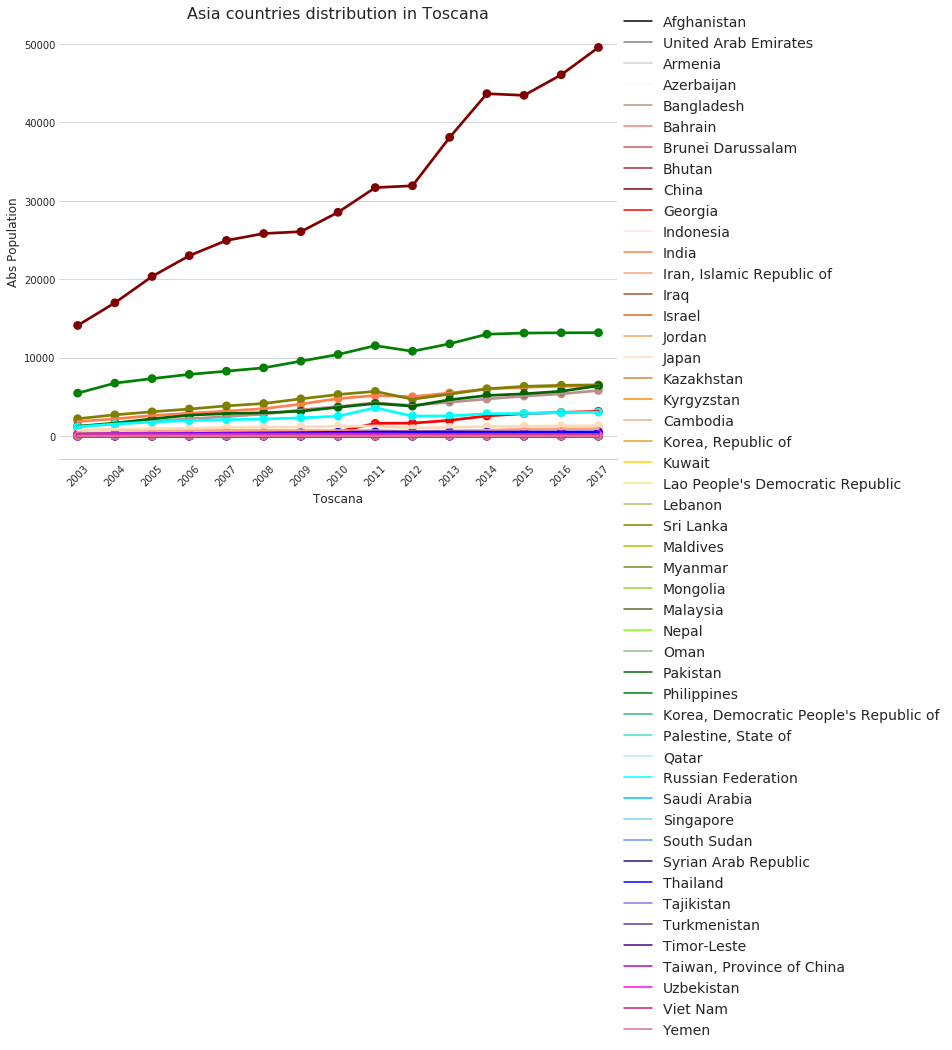 Asia countries distribution in Toscana
50000
40000
30000
20000
10000
0
Abs Population
2003
2004
2005
2006
2007
2008
2009
2010
2011
2012
2013
2014
2015
2016
2017
Toscana
Afghanistan
United Arab Emirates
Armenia
Azerbaijan
Bangladesh
Bahrain
Brunei Darussalam
Bhutan
China
Georgia
Indonesia
India
Iran, Islamic Republic of
Iraq
Israel
Jordan
Japan
Kazakhstan
Kyrgyzstan
Cambodia
Korea, Republic of
Kuwait
Lao People's Democratic Republic
Lebanon
Sri Lanka
Maldives
Myanmar
Mongolia
Malaysia
Nepal
Oman
Pakistan
Philippines
Korea, Democratic People's Republic of
Palestine, State of
Qatar
Russian Federation
Saudi Arabia
Singapore
South Sudan
Syrian Arab Republic
Thailand
Tajikistan
Turkmenistan
Timor-Leste
Taiwan, Province of China
Uzbekistan
Viet Nam
Yemen